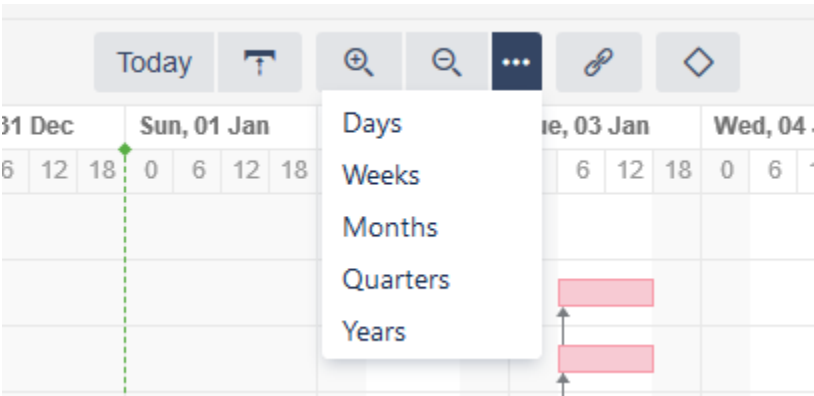 Today
31 Dec Sun, 01 Jan ue, 03 Jan Wed, 04
6 12 18 0 6 12 18 6 12 18 0 6
Days
Weeks
Months
Quarters
Years